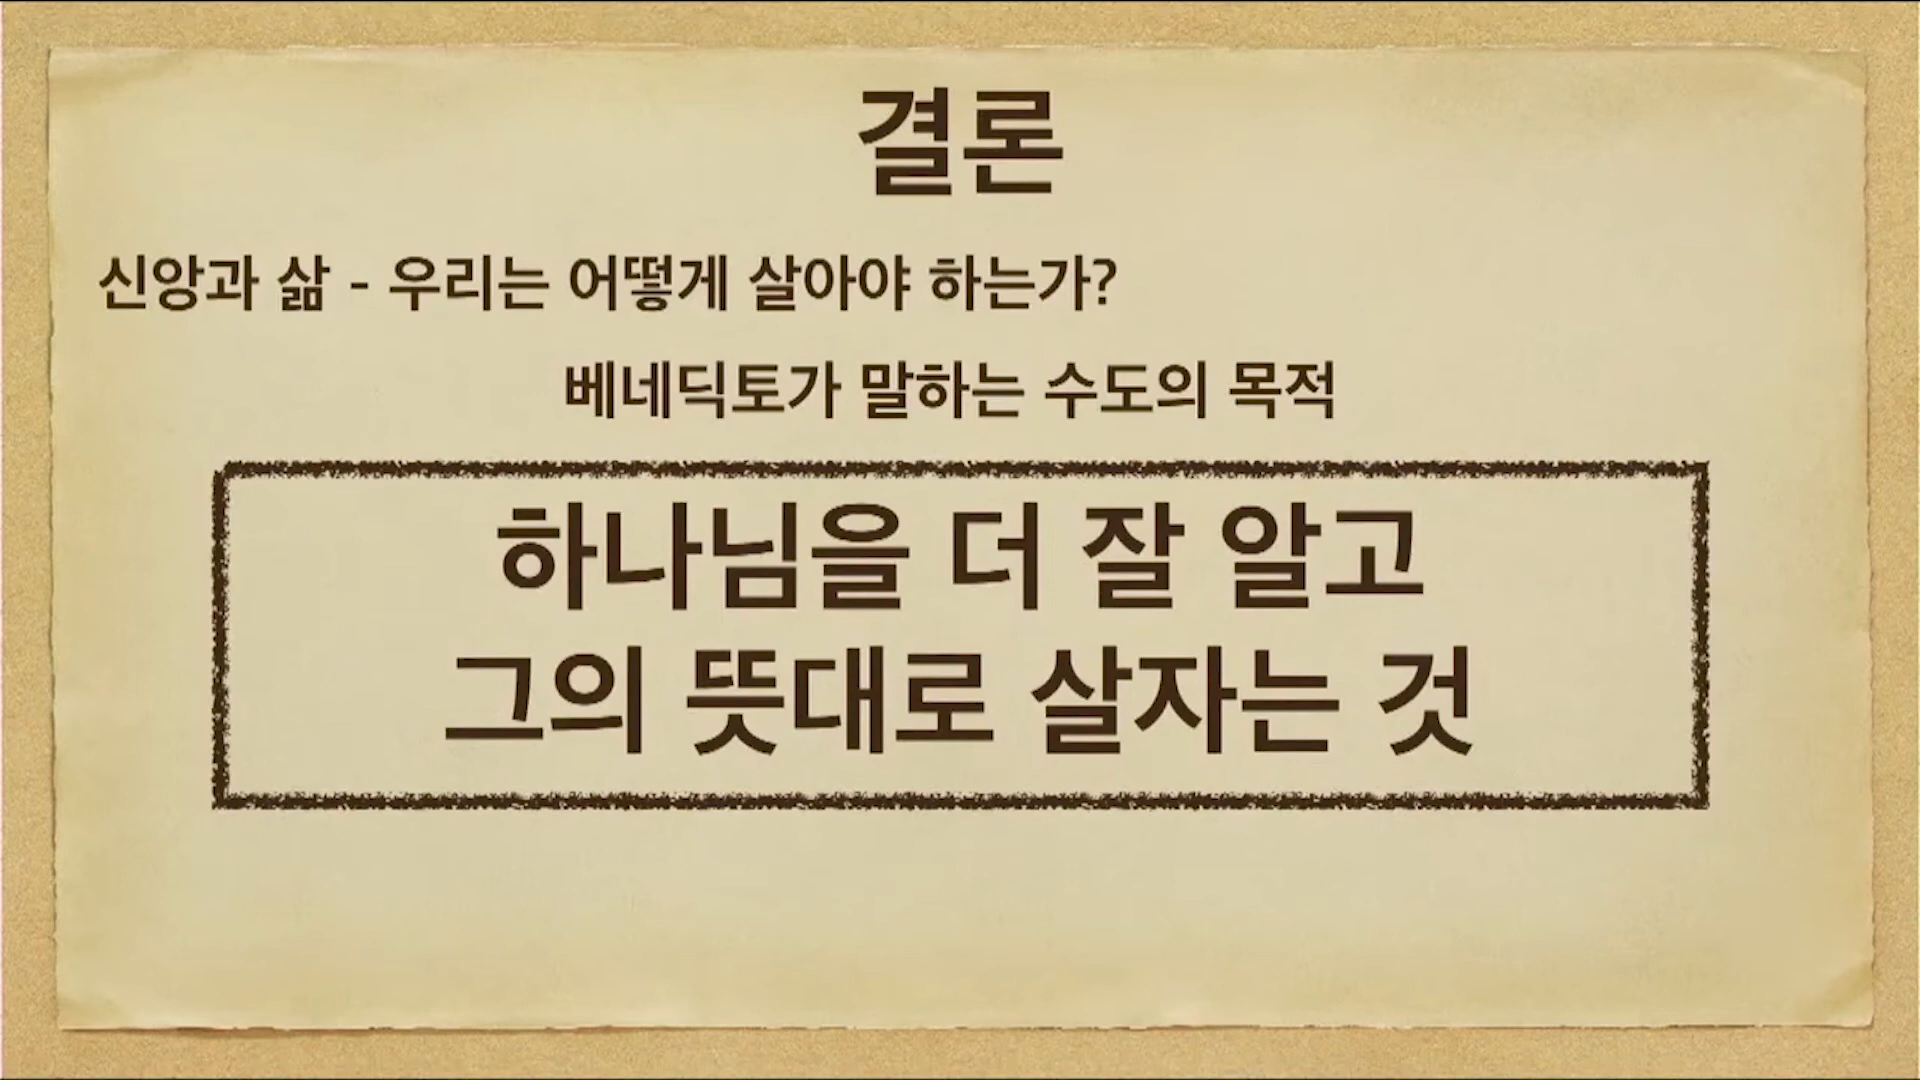 결론
신앙과 삶 - 우리는 어떻게 살아야 하는가?
베네딕토가 말하는 수도의 목적
하나님을 더 잘 알고
그의 뜻대로 살자는 것